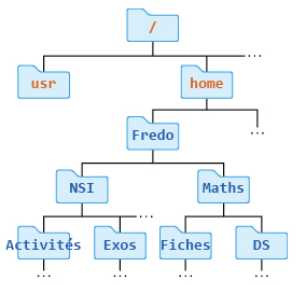 /
...
usr home
...
Fredo
NSI Maths
...
Activités Exos Fiches DS
... ... ... ...